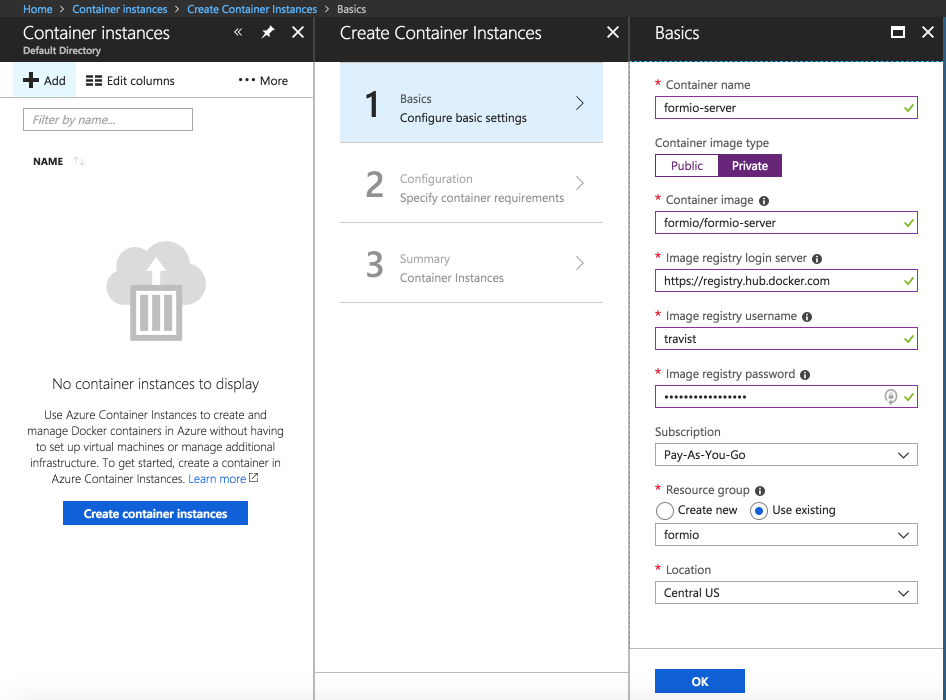 Home > Container instances > Create Container Instances > Basics
Container instances
Default Directory
Add
Edit columns
More
Filter by name...
NAME
No container instances to display
Use Azure Container Instances to create and
manage Docker containers in Azure without having
to set up virtual machines or manage additional
infrastructure. To get started, create a container in
Azure Container Instances. Learn more
Create container instances
Create Container Instances
1
Basics
Configure basic settings
2
Configuration
Specify container requirements
3
Summary
Container Instances
Basics
* Container name
formio-server
Container image type
Public Private
* Container image
formio/formio-server
* Image registry login server
https://registry.hub.docker.com
* Image registry username
travist
* Image registry password
•••••••••••••••••
Subscription
Pay-As-You-Go
* Resource group
Create new Use existing
formio
* Location
Central US
OK